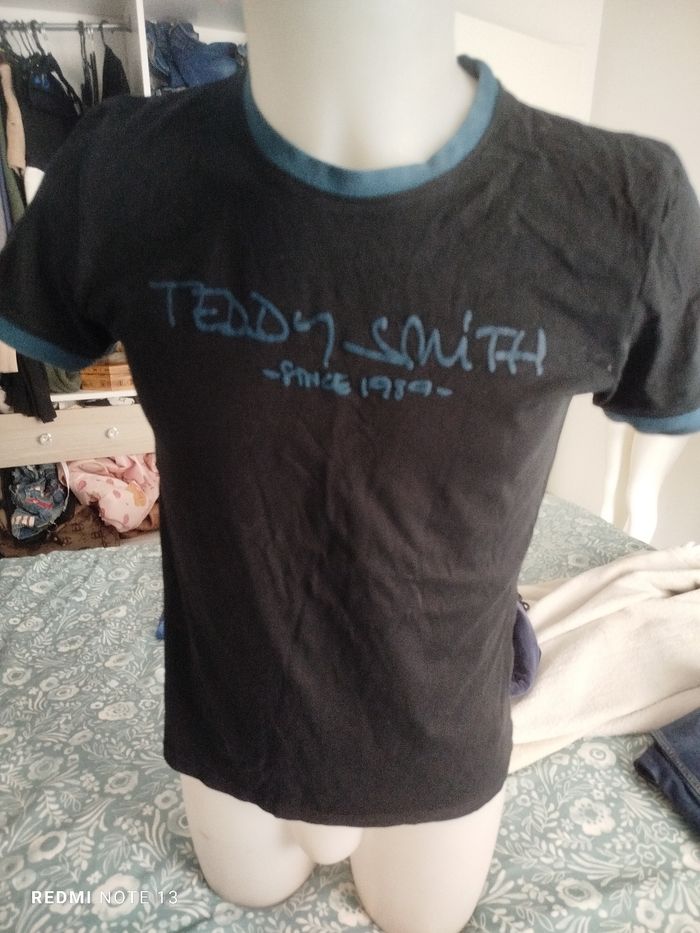 TEDDY SMITH
-SINCE 1989-
REDMI NOTE 13